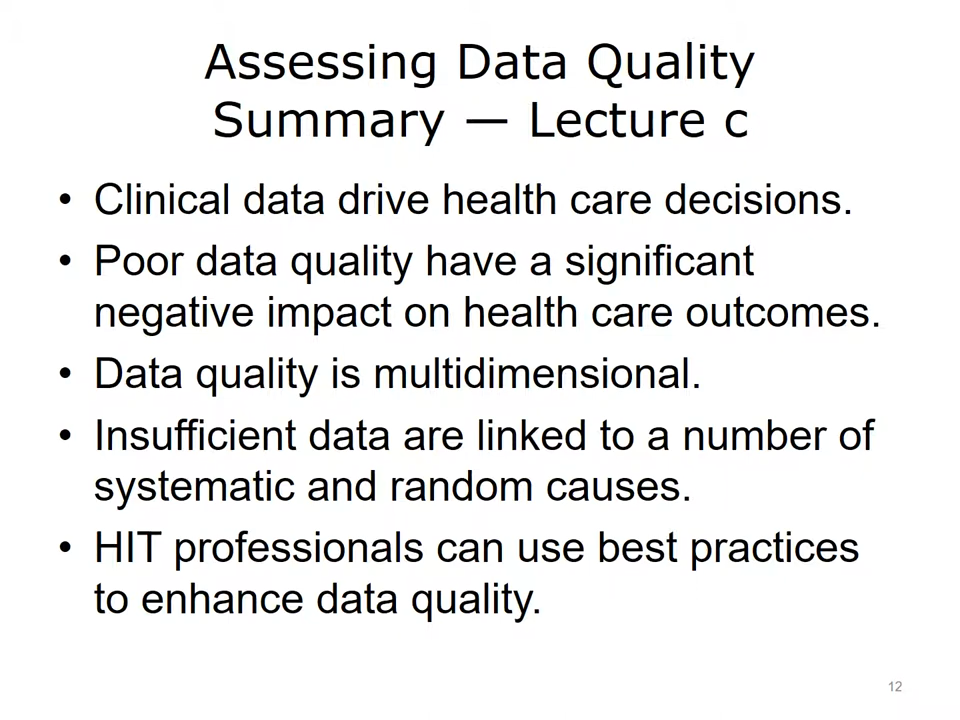 Assessing Data Quality
Summary — Lecture c
• Clinical data drive health care decisions.
• Poor data quality have a significant
negative impact on health care outcomes.
• Data quality is multidimensional.
• Insufficient data are linked to a number of
systematic and random causes.
• HIT professionals can use best practices
to enhance data quality.
12